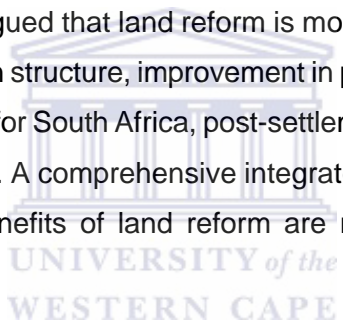 gued that land reform is mo
structure, improvement in p
for South Africa, post-settler
. A comprehensive integrat
nefits of land reform are
UNIVERSITY of the
WESTERN CAPE